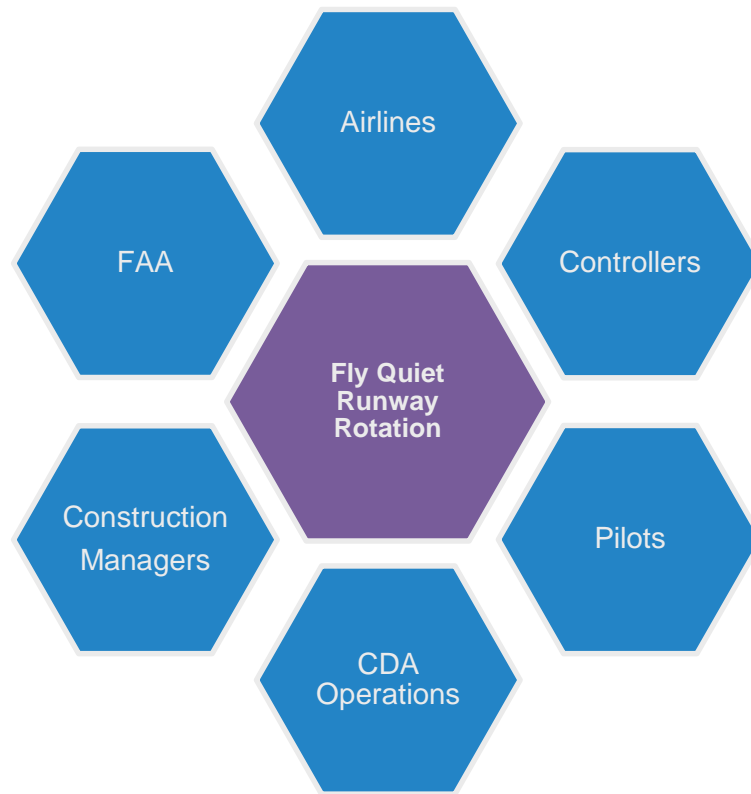 Airlines
FAA
Controllers
Fly Quiet
Runway
Rotation
Construction
Managers
Pilots
CDA
Operations